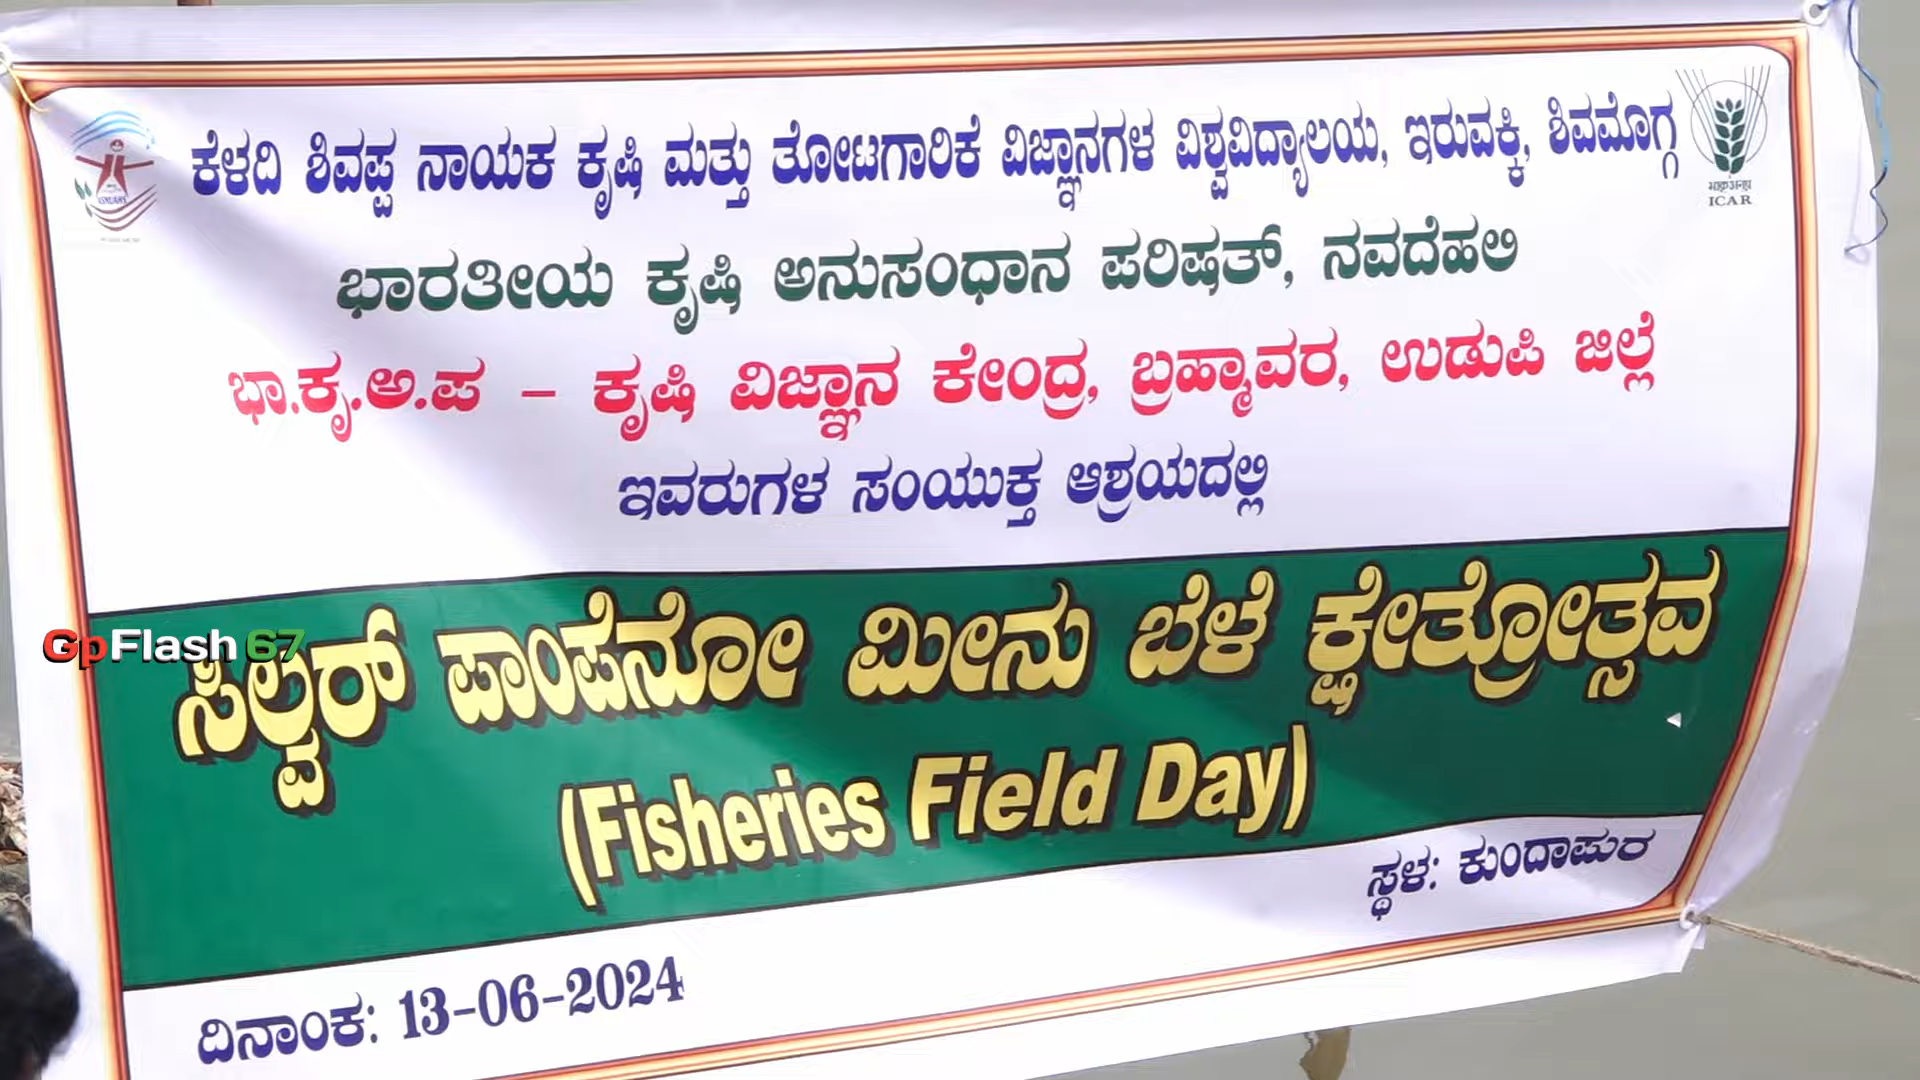 ಕೆಳದಿ ಶಿವಪ್ಪ ನಾಯಕ ಕೃಷಿ ಮತ್ತು ತೋಟಗಾರಿಕೆ ವಿಜ್ಞಾನಗಳ ವಿಶ್ವವಿದ್ಯಾಲಯ, ಇರುವಕ್ಕಿ, ಶಿವಮೊಗ್ಗ
भाकृअनुप
ICAR
ಭಾರತೀಯ ಕೃಷಿ ಅನುಸಂಧಾನ ಪರಿಷತ್, ನವದೆಹಲಿ
ಭಾ.ಕೃ.ಅ.ಪ – ಕೃಷಿ ವಿಜ್ಞಾನ ಕೇಂದ್ರ, ಬ್ರಹ್ಮಾವರ, ಉಡುಪಿ ಜಿಲ್ಲೆ
ಇವರುಗಳ ಸಂಯುಕ್ತ ಆಶ್ರಯದಲ್ಲಿ
GpFlash 67
ಸಿಲ್ವರ್ ಪಾಂಪೆನೋ ಮೀನು ಬೆಳೆ ಕ್ಷೇತ್ರೋತ್ಸವ
(Fisheries Field Day)
ಸ್ಥಳ: ಕುಂದಾಪುರ
ದಿನಾಂಕ: 13-06-2024